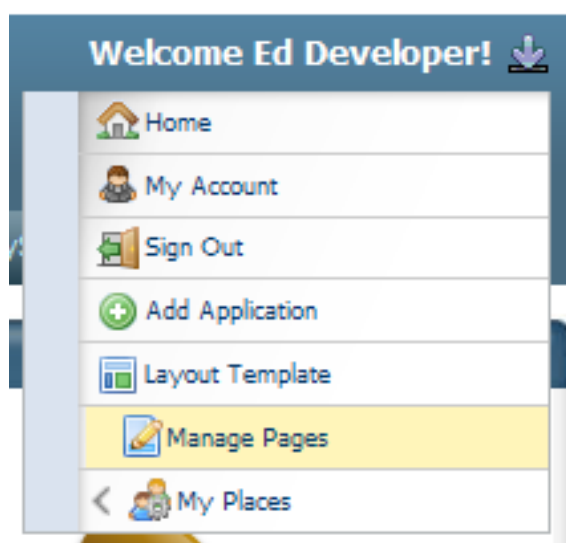 Welcome Ed Developer!
Home
My Account
Sign Out
Add Application
Layout Template
Manage Pages
My Places